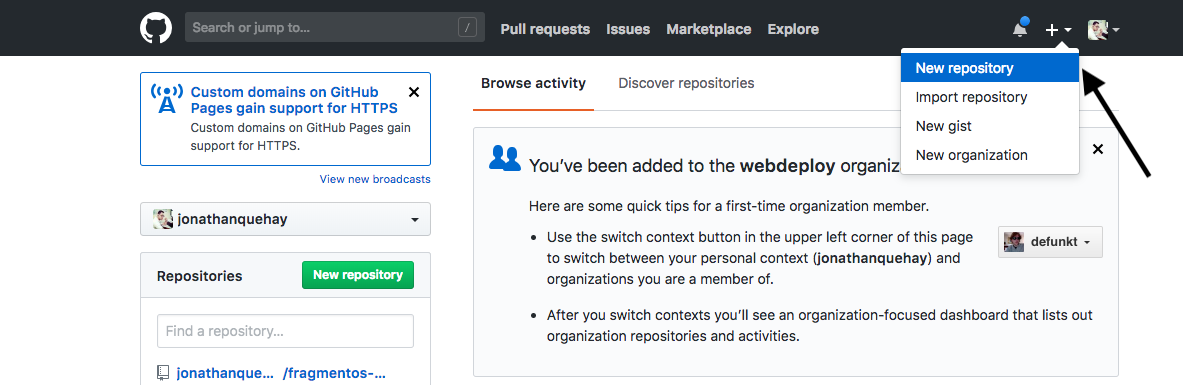 Search or jump to...
/
Pull requests
Issues
Marketplace
Explore
New repository
Import repository
New gist
New organization
Custom domains on GitHub
Pages gain support for HTTPS
Custom domains on GitHub Pages gain
support for HTTPS.
View new broadcasts
jonathanquehay
Repositories
New repository
Find a repository...
jonathanque... /fragmentos-...
Browse activity
Discover repositories
You’ve been added to the webdeploy organiz
Here are some quick tips for a first-time organization member.
• Use the switch context button in the upper left corner of this page
to switch between your personal context (jonathanquehay) and
organizations you are a member of.
defunkt
• After you switch contexts you’ll see an organization-focused dashboard that lists out
organization repositories and activities.